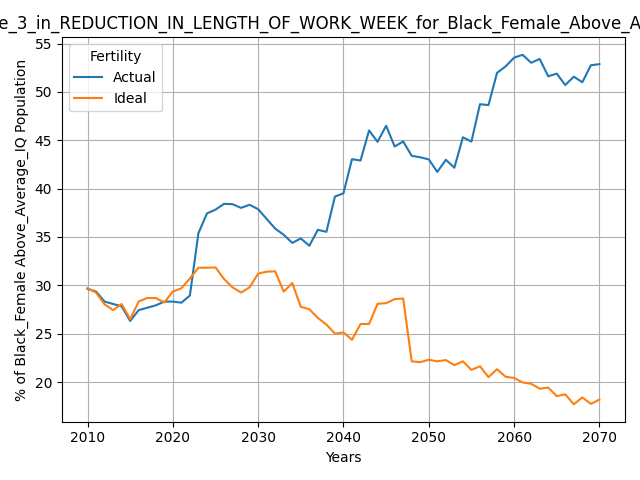 e_3_in_REDUCTION_IN_LENGTH_OF_WORK_WEEK_for_Black_Female_Above_A
Fertility
Actual
Ideal
% of Black_Female Above_Average_IQ Population
55
50
45
40
35
30
25
20
2010 2020 2030 2040 2050 2060 2070
Years